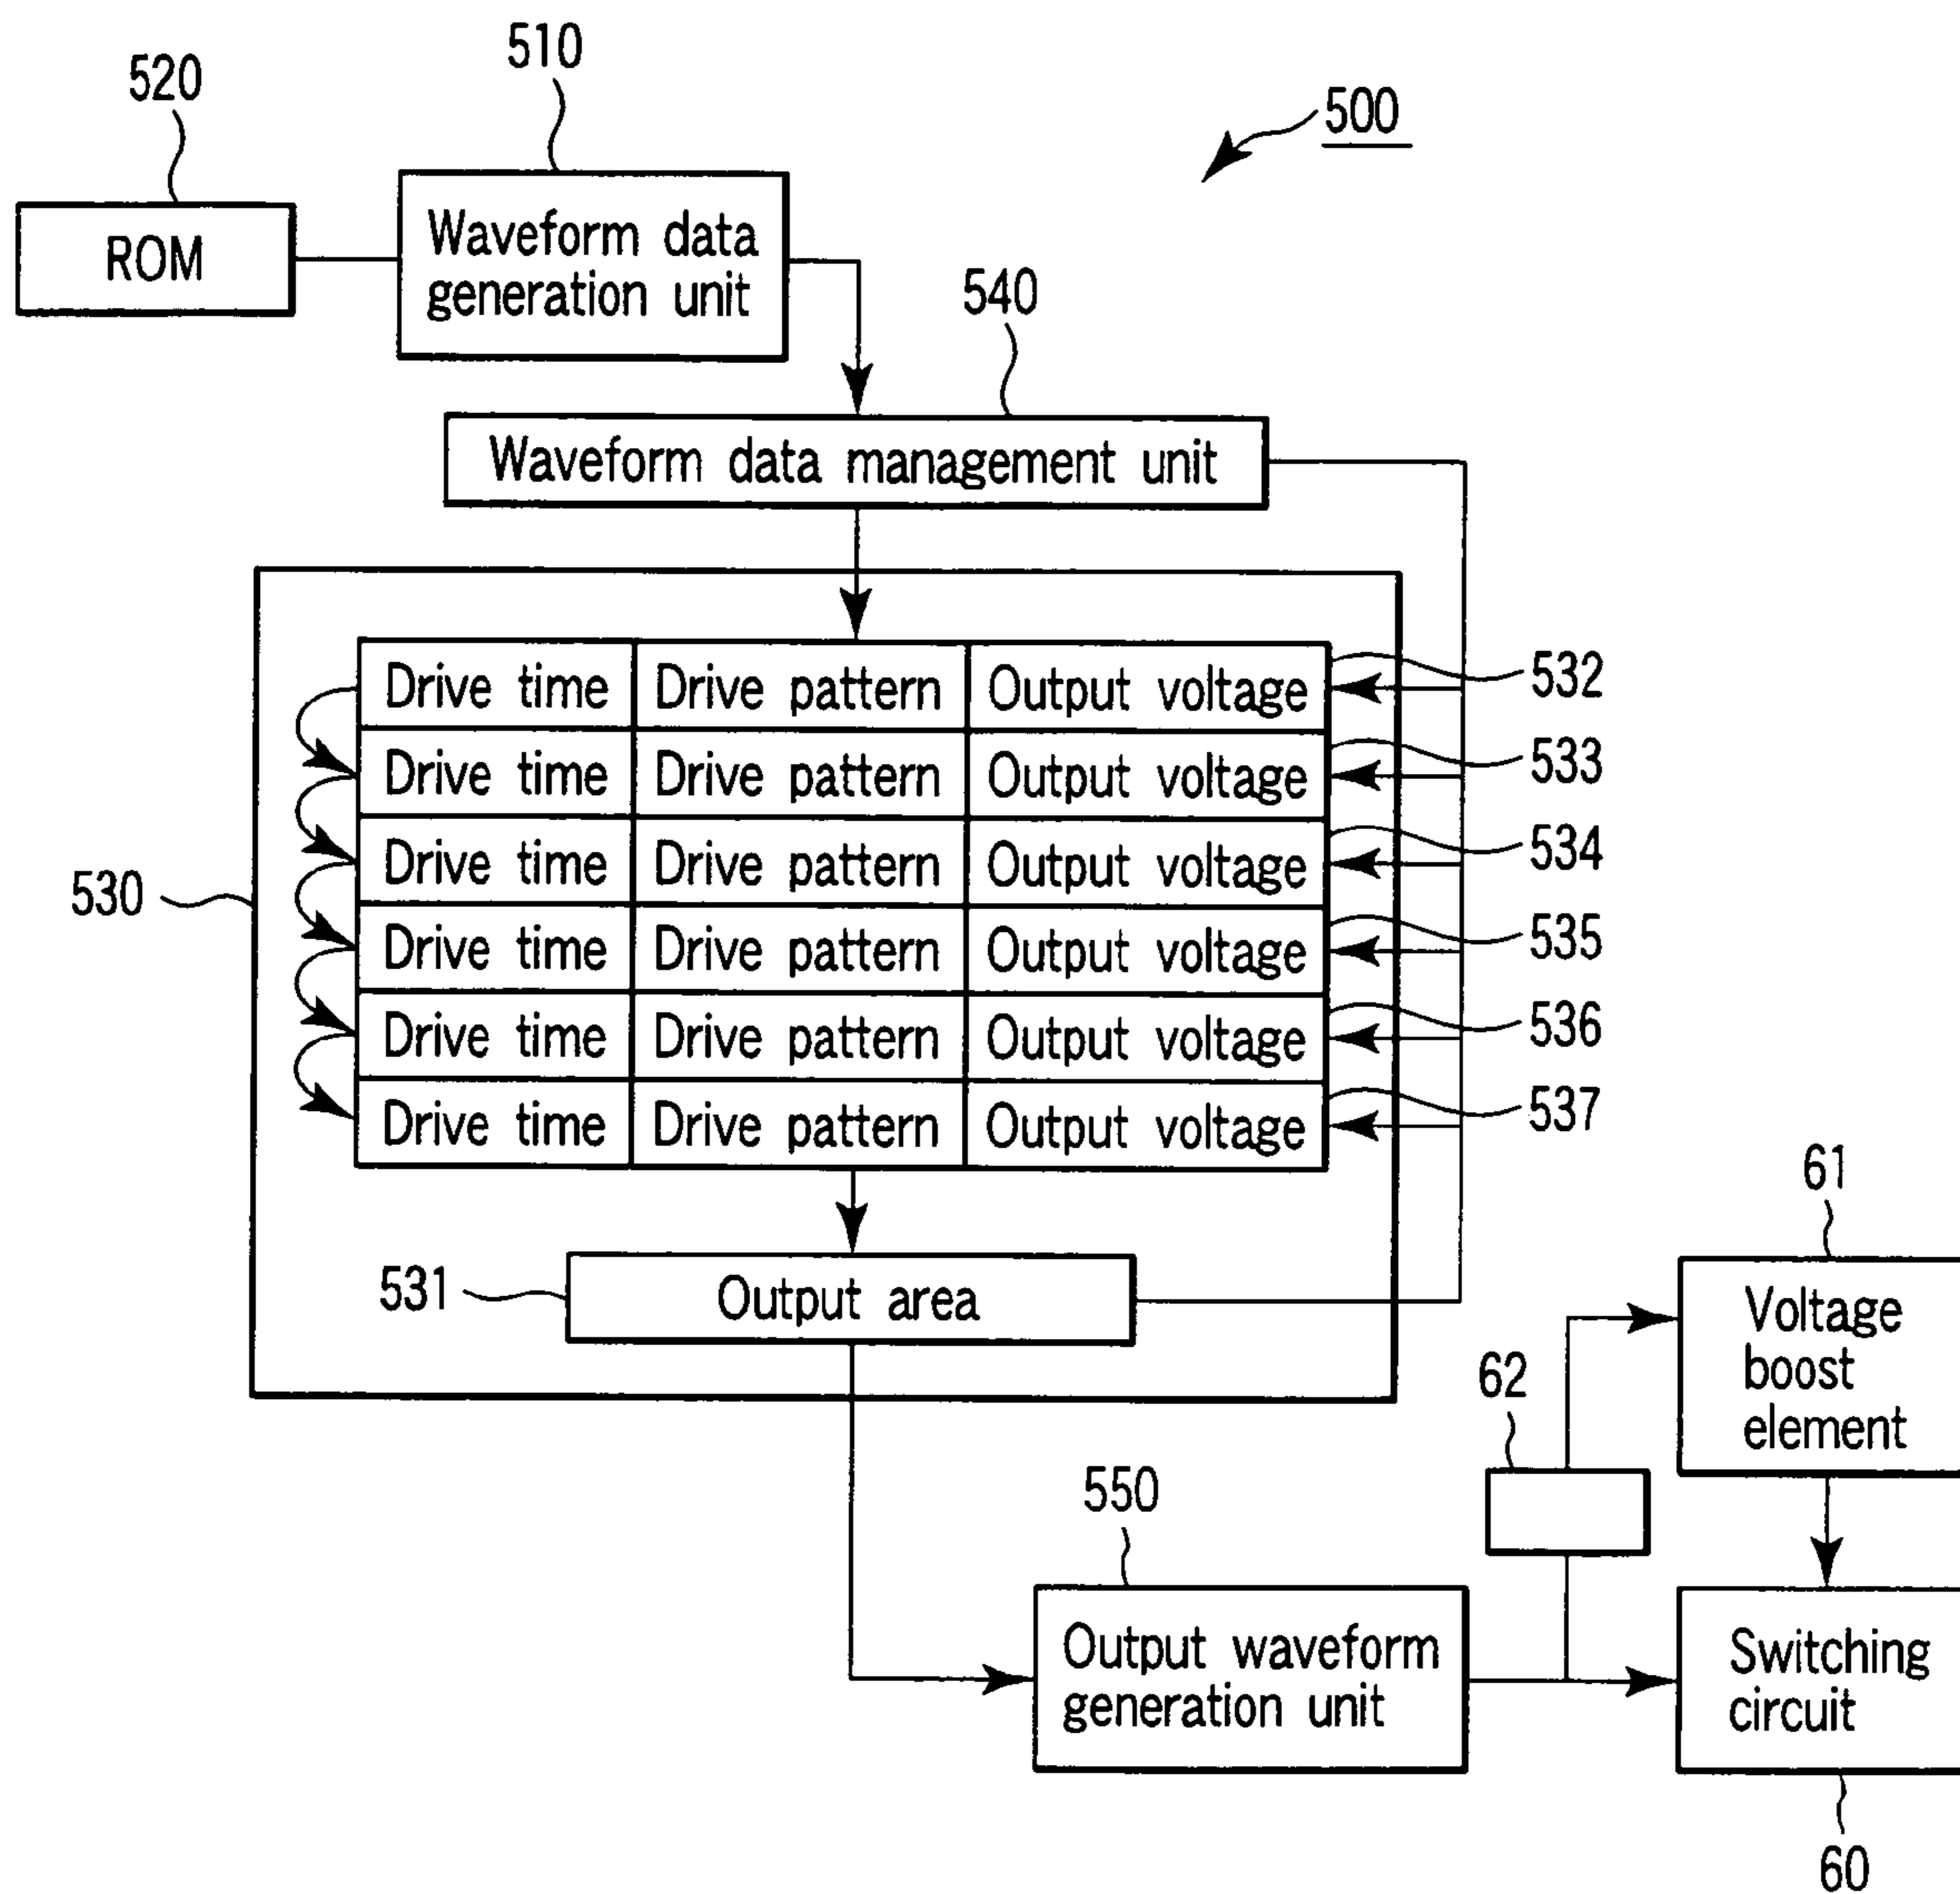 510
520
500
ROM
Waveform data
generation unit
540
Waveform data management unit
Drive time Drive pattern Output voltage 532
Drive time Drive pattern Output voltage 533
Drive time Drive pattern Output voltage 534
530
Drive time Drive pattern Output voltage 535
Drive time Drive pattern Output voltage 536
Drive time Drive pattern Output voltage 537
61
531
Output area
Voltage
boost
element
62
550
Output waveform
generation unit
Switching
circuit
60